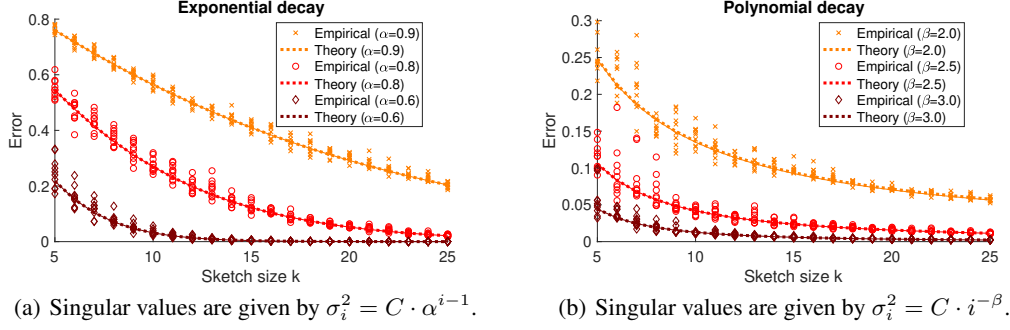 Exponential decay
Error
0.8
0.6
0.4
0.2
0
5
10
15
20
25
Sketch size k
Empirical (α=0.9)
Theory (α=0.9)
Empirical (α=0.8)
Theory (α=0.8)
Empirical (α=0.6)
Theory (α=0.6)
(a) Singular values are given by σᵢ² = C · αⁱ⁻¹.
Polynomial decay
Error
0.3
0.25
0.2
0.15
0.1
0.05
0
5
10
15
20
25
Sketch size k
Empirical (β=2.0)
Theory (β=2.0)
Empirical (β=2.5)
Theory (β=2.5)
Empirical (β=3.0)
Theory (β=3.0)
(b) Singular values are given by σᵢ² = C · i⁻ᵝ.